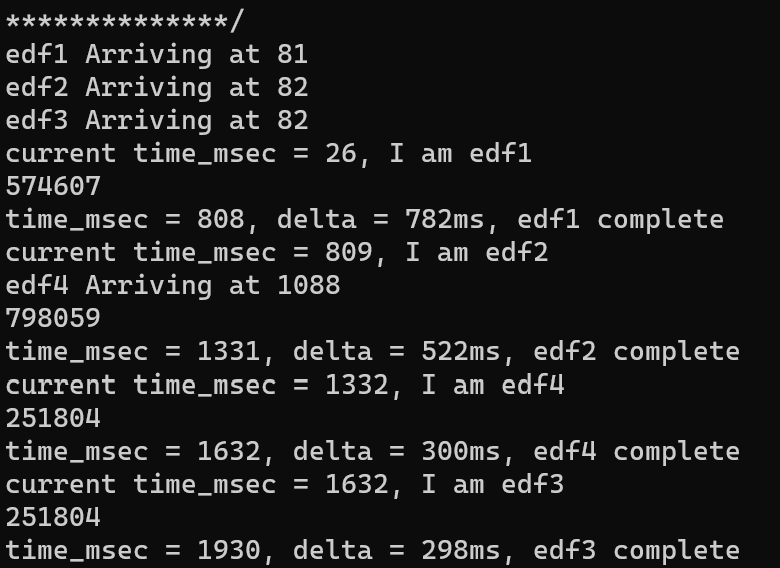 **************/
edf1 Arriving at 81
edf2 Arriving at 82
edf3 Arriving at 82
current time_msec = 26, I am edf1
574607
time_msec = 808, delta = 782ms, edf1 complete
current time_msec = 809, I am edf2
edf4 Arriving at 1088
798059
time_msec = 1331, delta = 522ms, edf2 complete
current time_msec = 1332, I am edf4
251804
time_msec = 1632, delta = 300ms, edf4 complete
current time_msec = 1632, I am edf3
251804
time_msec = 1930, delta = 298ms, edf3 complete